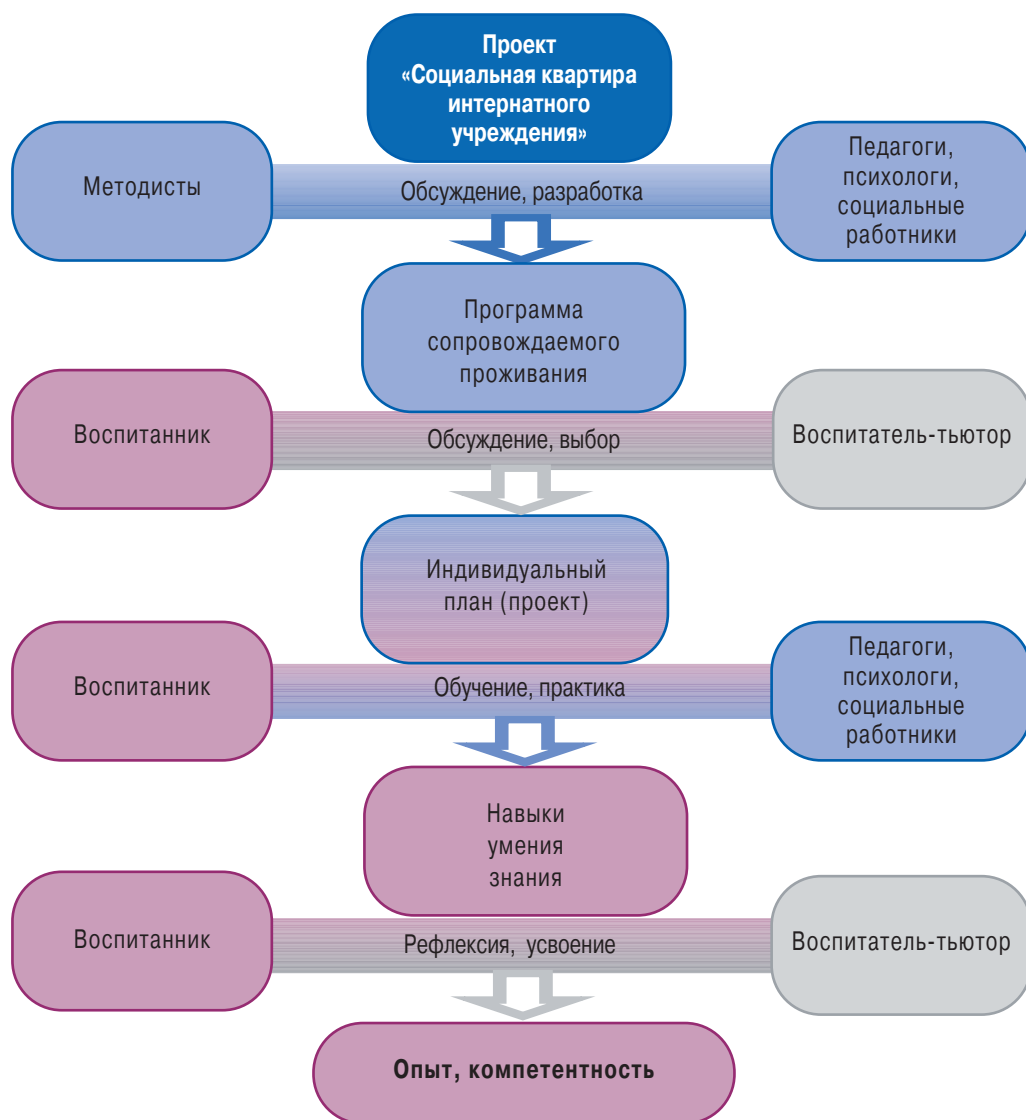 Проект
«Социальная квартира
интернатного
учреждения»
Методисты
Обсуждение, разработка
Педагоги,
психологи,
социальные
работники
Программа
сопровождаемого
проживания
Воспитанник
Обсуждение, выбор
Воспитатель-тьютор
Индивидуальный
план (проект)
Воспитанник
Обучение, практика
Педагоги,
психологи,
социальные
работники
Навыки
умения
знания
Воспитанник
Рефлексия, усвоение
Воспитатель-тьютор
Опыт, компетентность